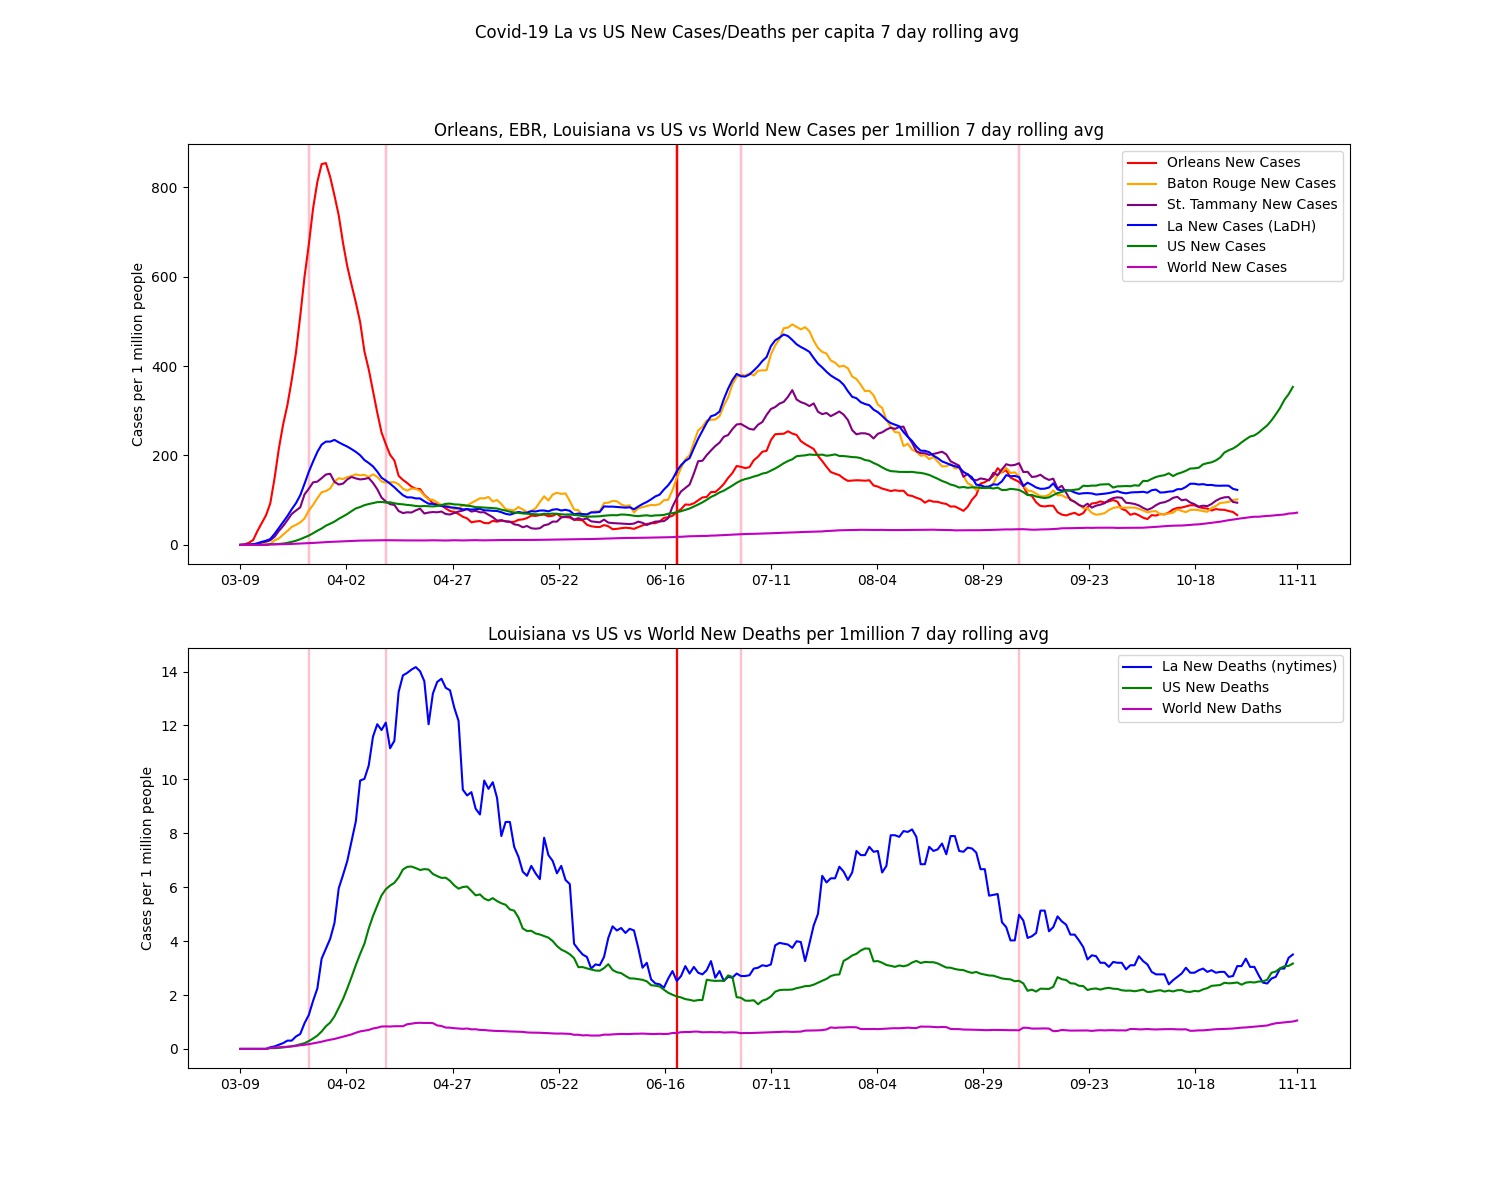 Covid-19 La vs US New Cases/Deaths per capita 7 day rolling avg
Orleans, EBR, Louisiana vs US vs World New Cases per 1million 7 day rolling avg
Cases per 1 million people
800
600
400
200
0
Orleans New Cases
Baton Rouge New Cases
St. Tammany New Cases
La New Cases (LaDH)
US New Cases
World New Cases
03-09 04-02 04-27 05-22 06-16 07-11 08-04 08-29 09-23 10-18 11-11
Louisiana vs US vs World New Deaths per 1million 7 day rolling avg
Cases per 1 million people
14
12
10
8
6
4
2
0
La New Deaths (nytimes)
US New Deaths
World New Daths
03-09 04-02 04-27 05-22 06-16 07-11 08-04 08-29 09-23 10-18 11-11